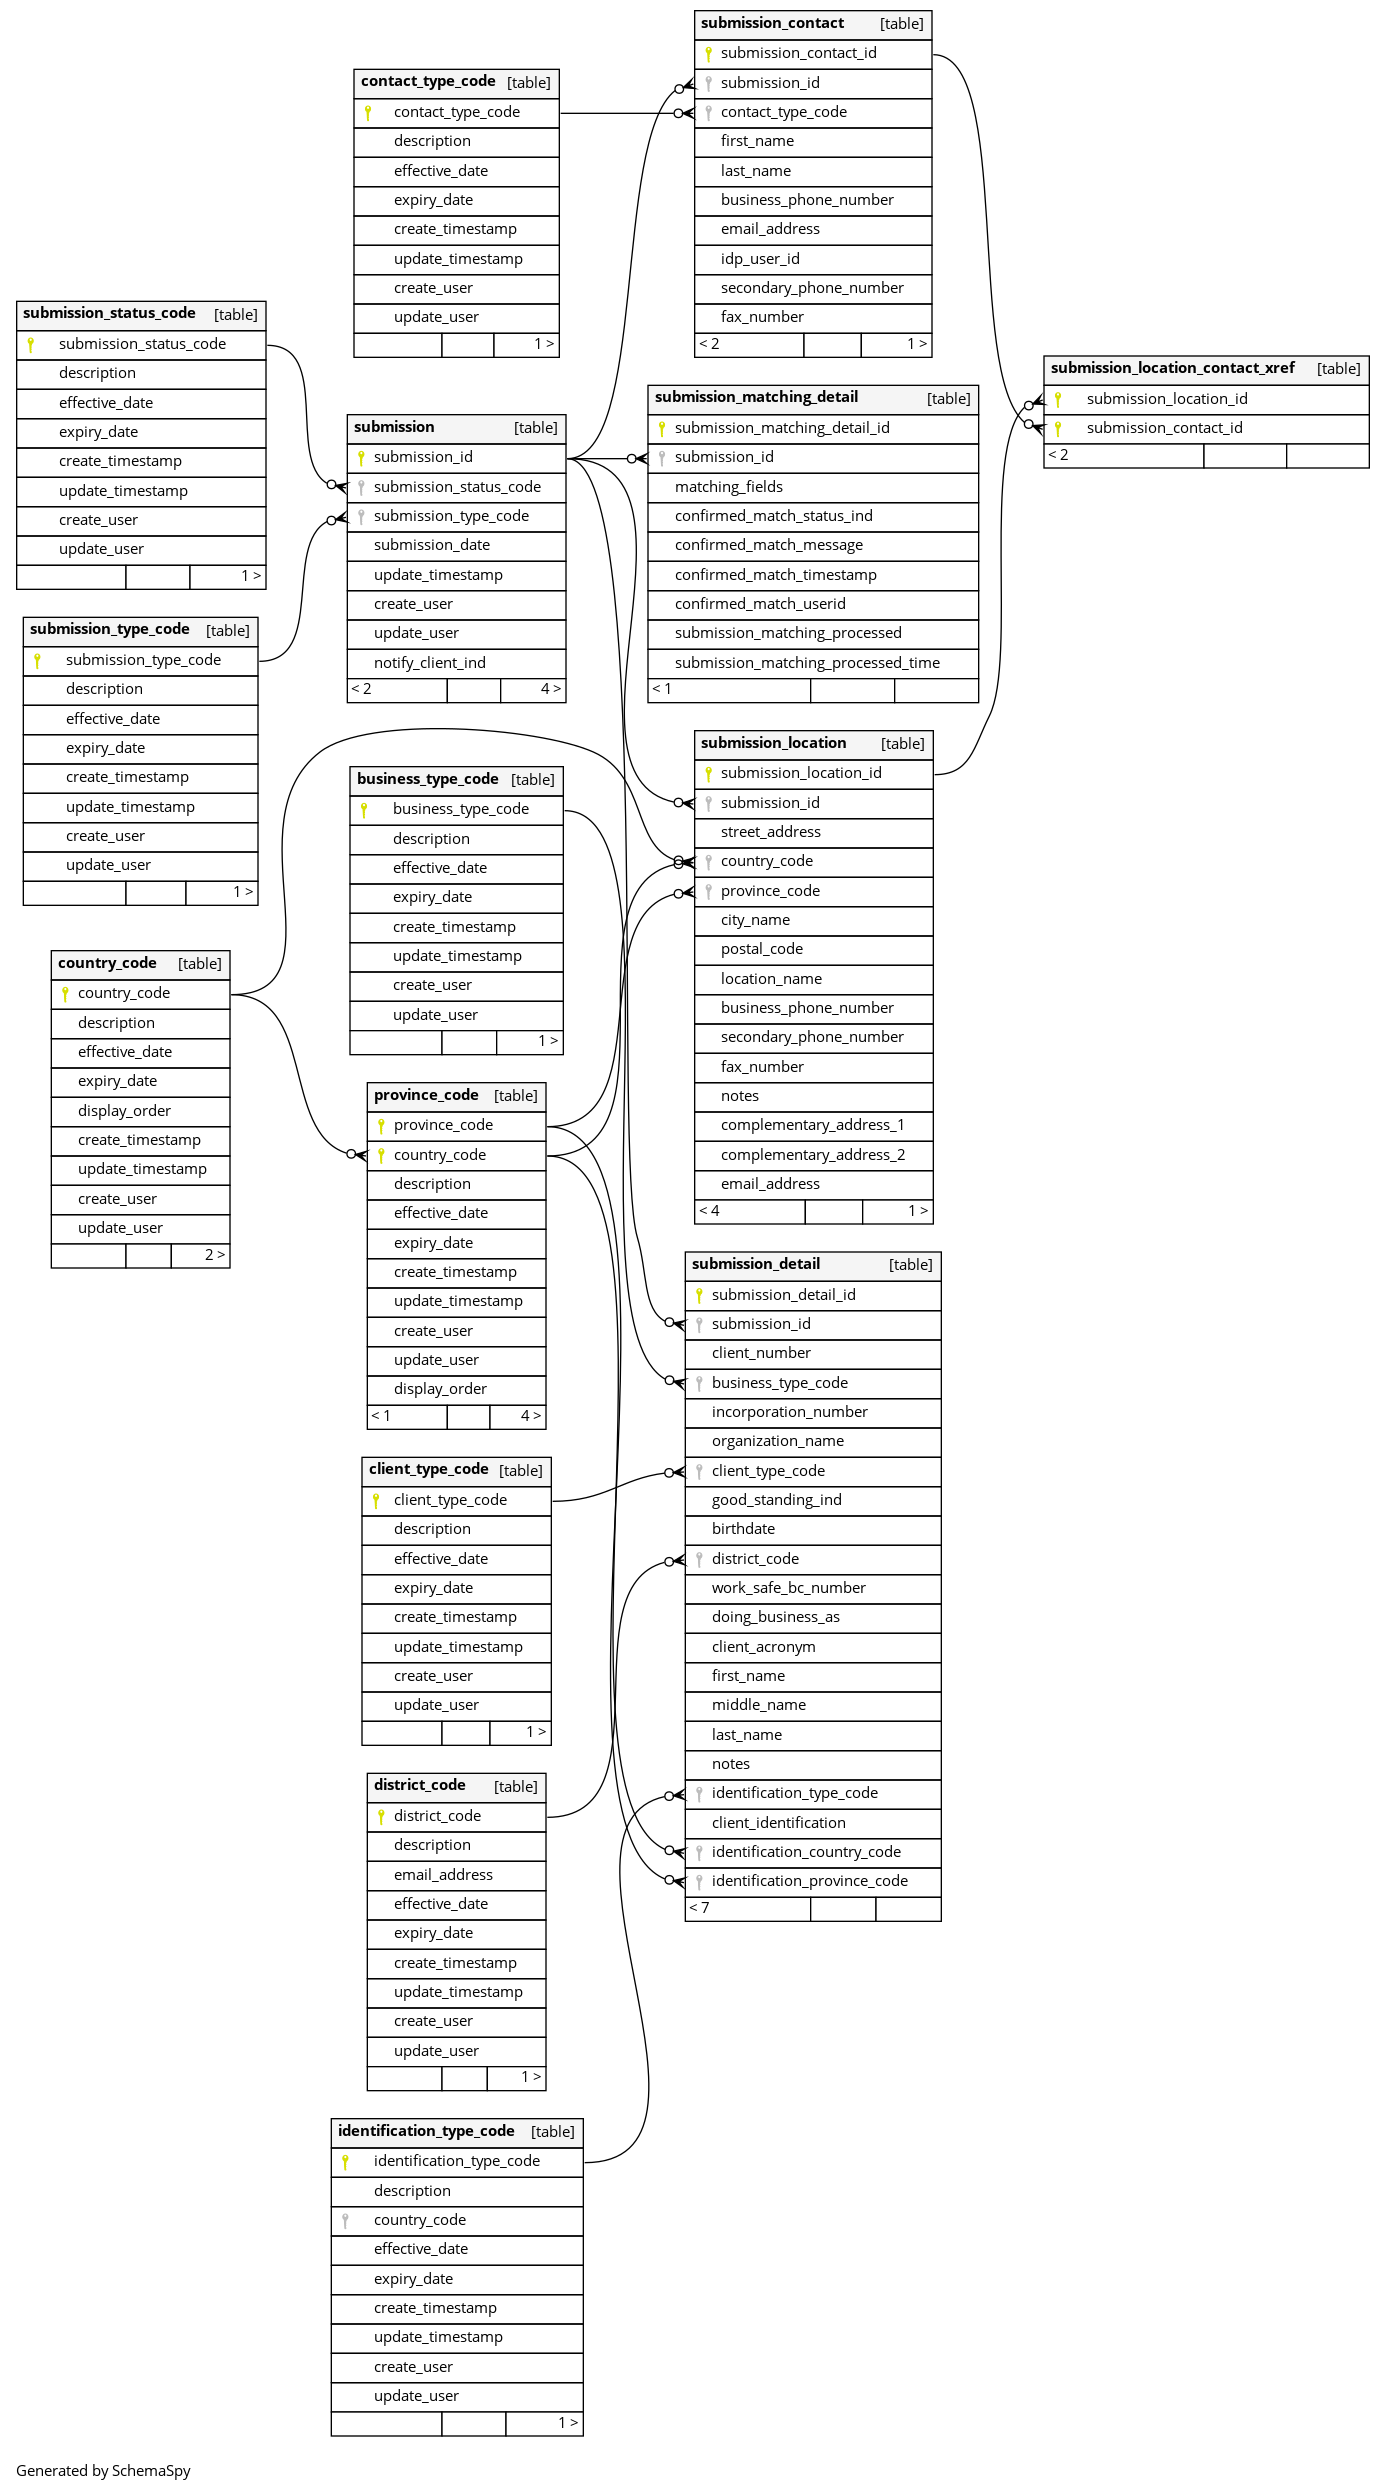 submission_contact [table]
submission_contact_id
submission_id
contact_type_code
first_name
last_name
business_phone_number
email_address
idp_user_id
secondary_phone_number
fax_number
< 2 1 >
contact_type_code [table]
contact_type_code
description
effective_date
expiry_date
create_timestamp
update_timestamp
create_user
update_user
1 >
submission_status_code [table]
submission_status_code
description
effective_date
expiry_date
create_timestamp
update_timestamp
create_user
update_user
1 >
submission_location_contact_xref [table]
submission_location_id
submission_contact_id
< 2
submission_matching_detail [table]
submission_matching_detail_id
submission_id
matching_fields
confirmed_match_status_ind
confirmed_match_message
confirmed_match_timestamp
confirmed_match_userid
submission_matching_processed
submission_matching_processed_time
< 1
submission [table]
submission_id
submission_status_code
submission_type_code
submission_date
update_timestamp
create_user
update_user
notify_client_ind
< 2 4 >
submission_type_code [table]
submission_type_code
description
effective_date
expiry_date
create_timestamp
update_timestamp
create_user
update_user
1 >
submission_location [table]
submission_location_id
submission_id
street_address
country_code
province_code
city_name
postal_code
location_name
business_phone_number
secondary_phone_number
fax_number
notes
complementary_address_1
complementary_address_2
email_address
< 4 1 >
business_type_code [table]
business_type_code
description
effective_date
expiry_date
create_timestamp
update_timestamp
create_user
update_user
1 >
country_code [table]
country_code
description
effective_date
expiry_date
display_order
create_timestamp
update_timestamp
create_user
update_user
2 >
province_code [table]
province_code
country_code
description
effective_date
expiry_date
create_timestamp
update_timestamp
create_user
update_user
display_order
< 1 4 >
submission_detail [table]
submission_detail_id
submission_id
client_number
business_type_code
incorporation_number
organization_name
client_type_code
good_standing_ind
birthdate
district_code
work_safe_bc_number
doing_business_as
client_acronym
first_name
middle_name
last_name
notes
identification_type_code
client_identification
identification_country_code
identification_province_code
< 7
client_type_code [table]
client_type_code
description
effective_date
expiry_date
create_timestamp
update_timestamp
create_user
update_user
1 >
district_code [table]
district_code
description
email_address
effective_date
expiry_date
create_timestamp
update_timestamp
create_user
update_user
1 >
identification_type_code [table]
identification_type_code
description
country_code
effective_date
expiry_date
create_timestamp
update_timestamp
create_user
update_user
1 >
Generated by SchemaSpy